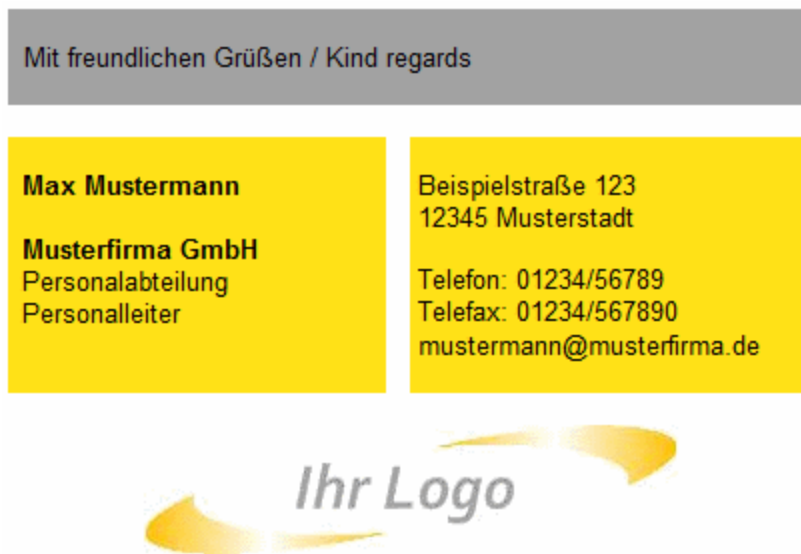 Mit freundlichen Grüßen / Kind regards
Max Mustermann
Musterfirma GmbH
Personalabteilung
Personalleiter
Beispielstraße 123
12345 Musterstadt
Telefon: 01234/56789
Telefax: 01234/567890
mustermann@musterfirma.de
Ihr Logo